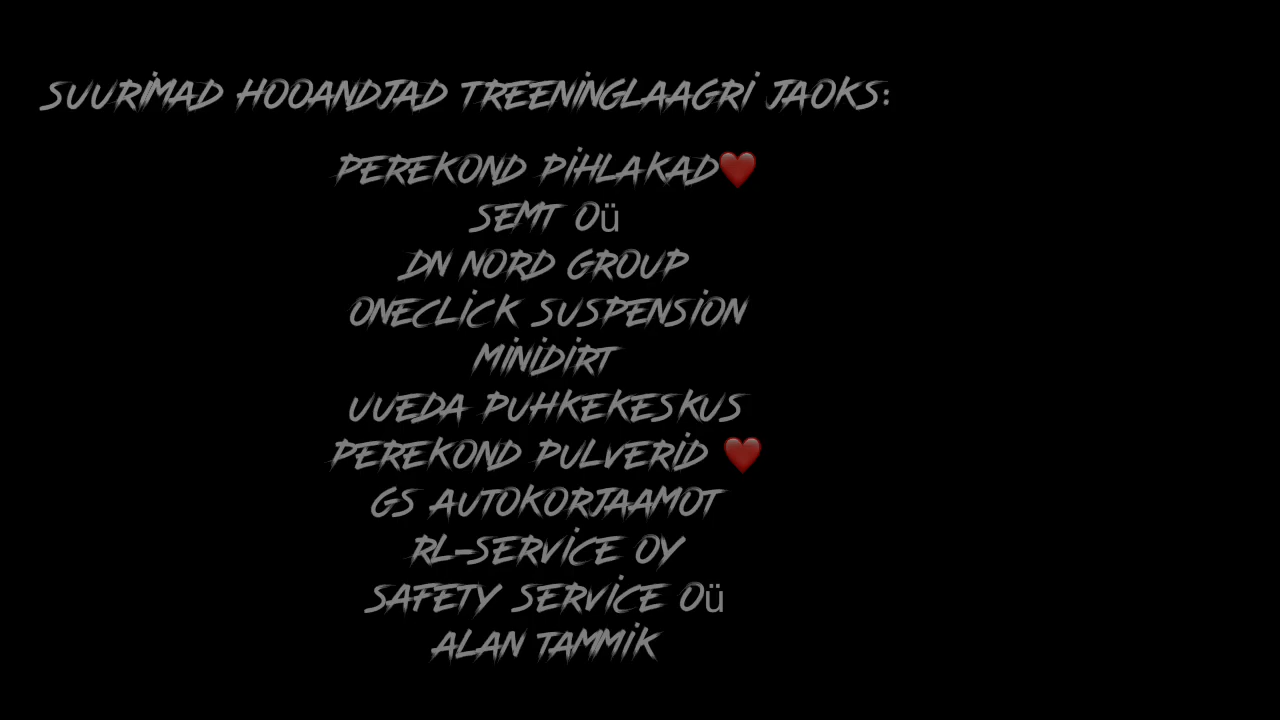 SUURIMAD HOOANDJAD TREENINGLAAGRI JAOKS:
PEREKOND PIHLAKAD❤️
SEMT Oü
DN NORD GROUP
ONECLICK SUSPENSION
MINIDIRT
UUEDA PUHKEKESKUS
PEREKOND PULVERID ❤️
GS AUTOKORJAAMOT
RL-SERVICE OY
SAFETY SERVICE Oü
ALAN TAMMIK